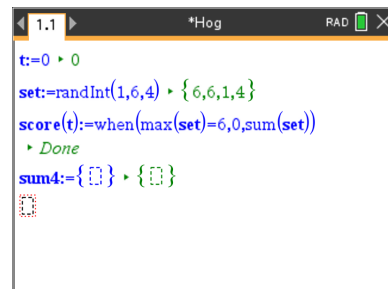 1.1 *Hog RAD
t:=0 ▸ 0
set:=randInt(1,6,4) ▸ {6,6,1,4}
score(t):=when(max(set)=6,0,sum(set))
▸ Done
sum4:={⬚} ▸ {⬚}